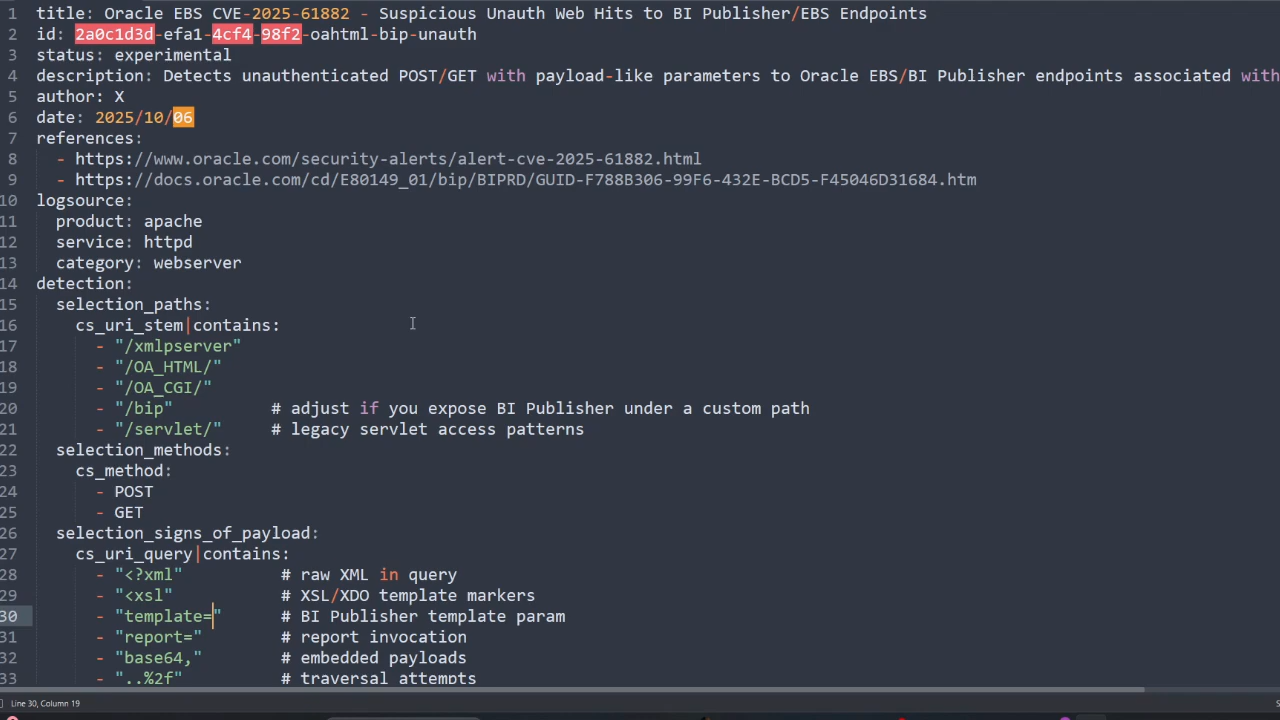 1 title: Oracle EBS CVE-2025-61882 - Suspicious Unauth Web Hits to BI Publisher/EBS Endpoints
2 id: 2a0c1d3d-efa1-4cf4-98f2-oahtml-bip-unauth
3 status: experimental
4 description: Detects unauthenticated POST/GET with payload-like parameters to Oracle EBS/BI Publisher endpoints associated with
5 author: X
6 date: 2025/10/06
7 references:
8 - https://www.oracle.com/security-alerts/alert-cve-2025-61882.html
9 - https://docs.oracle.com/cd/E80149_01/bip/BIPRD/GUID-F788B306-99F6-432E-BCD5-F45046D31684.htm
10 logsource:
11 product: apache
12 service: httpd
13 category: webserver
14 detection:
15 selection_paths:
16 cs_uri_stem|contains:
17 - "/xmlpserver"
18 - "/OA_HTML/"
19 - "/OA_CGI/"
20 - "/bip" # adjust if you expose BI Publisher under a custom path
21 - "/servlet/" # legacy servlet access patterns
22 selection_methods:
23 cs_method:
24 - POST
25 - GET
26 selection_signs_of_payload:
27 cs_uri_query|contains:
28 - "<?xml" # raw XML in query
29 - "<xsl" # XSL/XDO template markers
30 - "template=" # BI Publisher template param
31 - "report=" # report invocation
32 - "base64," # embedded payloads
33 - "..%2f" # traversal attempts
Line 30, Column 19